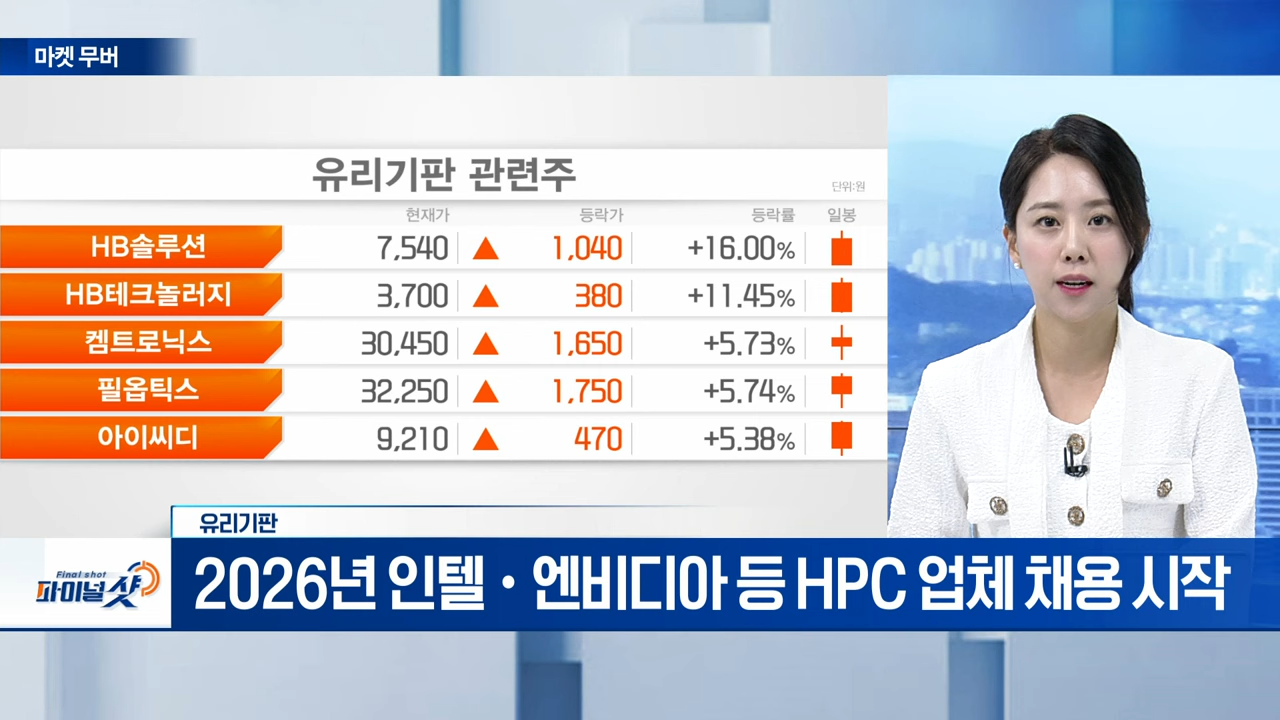 마켓 무버
유리기판 관련주
단위:원
현재가 등락가 등락률 일봉
HB솔루션 7,540 ▲ 1,040 +16.00%
HB테크놀러지 3,700 ▲ 380 +11.45%
켐트로닉스 30,450 ▲ 1,650 +5.73%
필옵틱스 32,250 ▲ 1,750 +5.74%
아이씨디 9,210 ▲ 470 +5.38%
유리기판
Final shot
파이널샷
2026년 인텔·엔비디아 등 HPC 업체 채용 시작